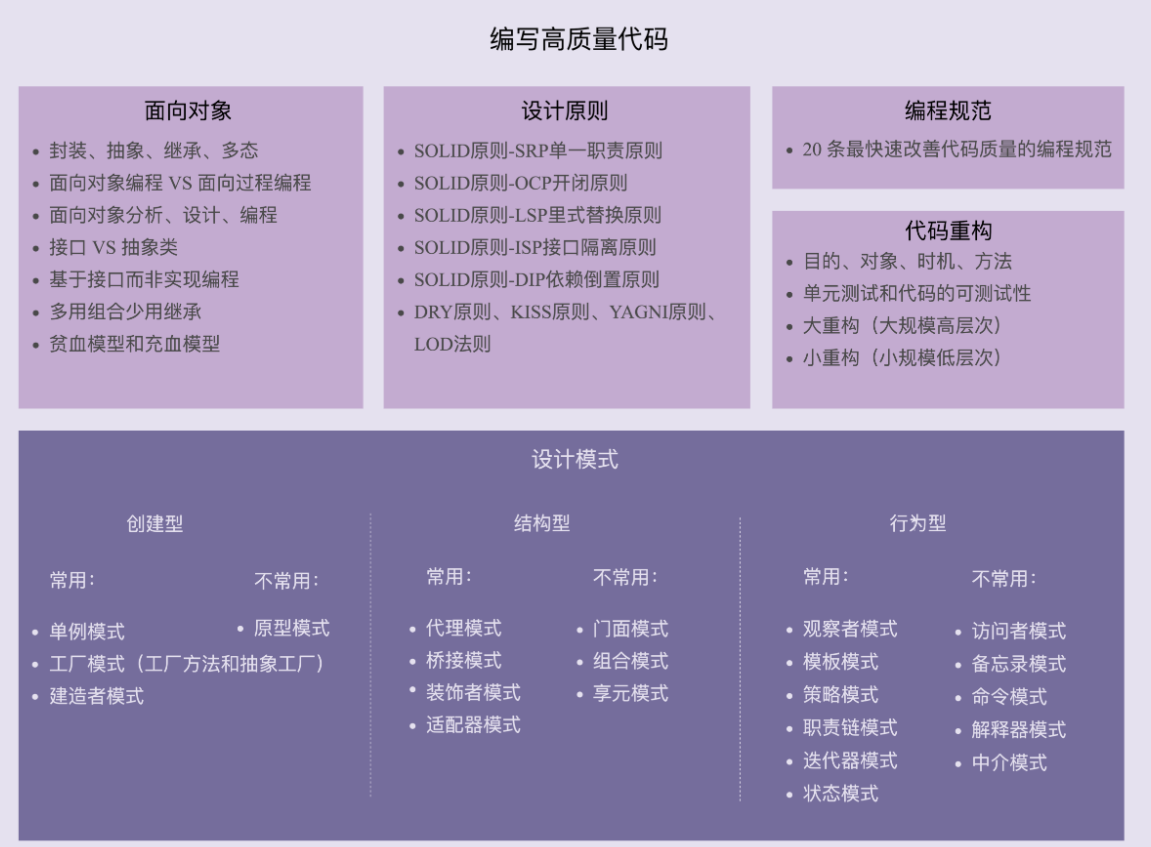 编写高质量代码
面向对象
封装、抽象、继承、多态
面向对象编程 VS 面向过程编程
面向对象分析、设计、编程
接口 VS 抽象类
基于接口而非实现编程
多用组合少用继承
贫血模型和充血模型
设计原则
SOLID原则-SRP单一职责原则
SOLID原则-OCP开闭原则
SOLID原则-LSP里式替换原则
SOLID原则-ISP接口隔离原则
SOLID原则-DIP依赖倒置原则
DRY原则、KISS原则、YAGNI原则、
LOD法则
编程规范
20 条最快速改善代码质量的编程规范
代码重构
目的、对象、时机、方法
单元测试和代码的可测试性
大重构（大规模高层次）
小重构（小规模低层次）
设计模式
创建型
常用：
单例模式
工厂模式（工厂方法和抽象工厂）
建造者模式
不常用：
原型模式
结构型
常用：
代理模式
桥接模式
装饰者模式
适配器模式
不常用：
门面模式
组合模式
享元模式
行为型
常用：
观察者模式
模板模式
策略模式
职责链模式
迭代器模式
状态模式
不常用：
访问者模式
备忘录模式
命令模式
解释器模式
中介模式